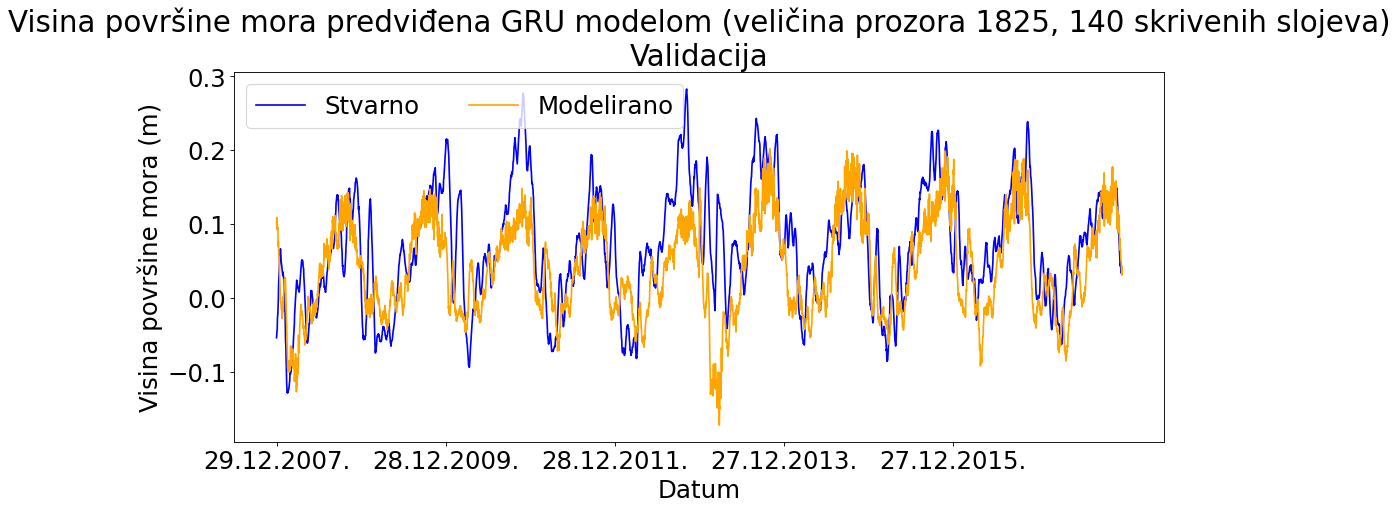 Visina površine mora predviđena GRU modelom (veličina prozora 1825, 140 skrivenih slojeva)
Validacija
Stvarno Modelirano
Visina površine mora (m)
0.3
0.2
0.1
0.0
−0.1
29.12.2007. 28.12.2009. 28.12.2011. 27.12.2013. 27.12.2015.
Datum